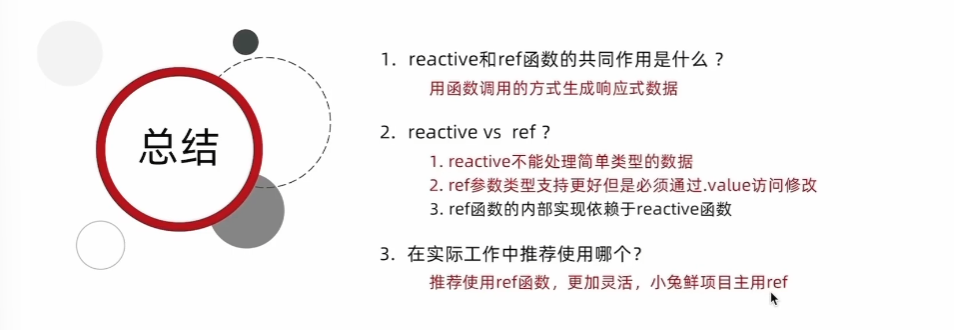 总结
1. reactive和ref函数的共同作用是什么？
用函数调用的方式生成响应式数据
2. reactive vs ref？
1. reactive不能处理简单类型的数据
2. ref参数类型支持更好但是必须通过.value访问修改
3. ref函数的内部实现依赖于reactive函数
3. 在实际工作中推荐使用哪个？
推荐使用ref函数，更加灵活，小兔鲜项目主用ref